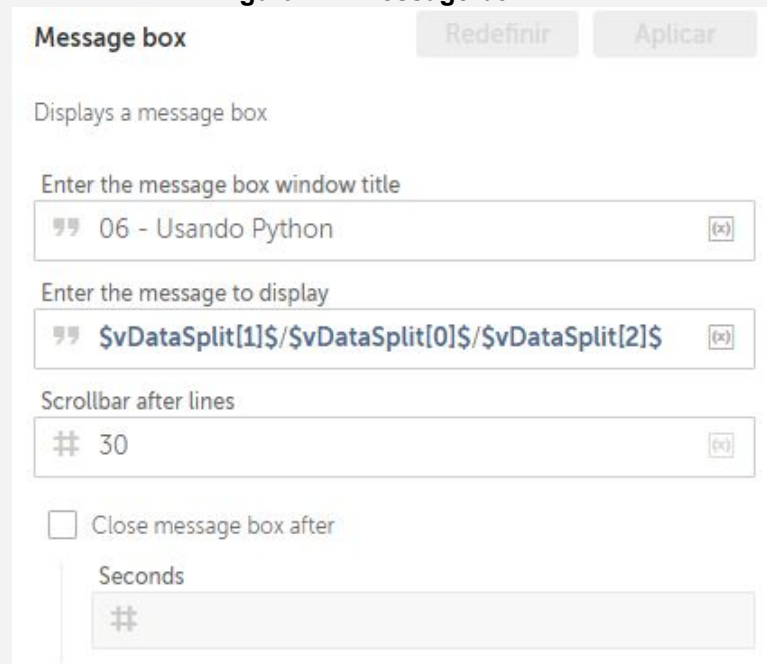 Message box
Redefinir
Aplicar
Displays a message box
Enter the message box window title
06 - Usando Python
(x)
Enter the message to display
$vDataSplit[1]$/$vDataSplit[0]$/$vDataSplit[2]$
(x)
Scrollbar after lines
# 30
(x)
Close message box after
Seconds
#